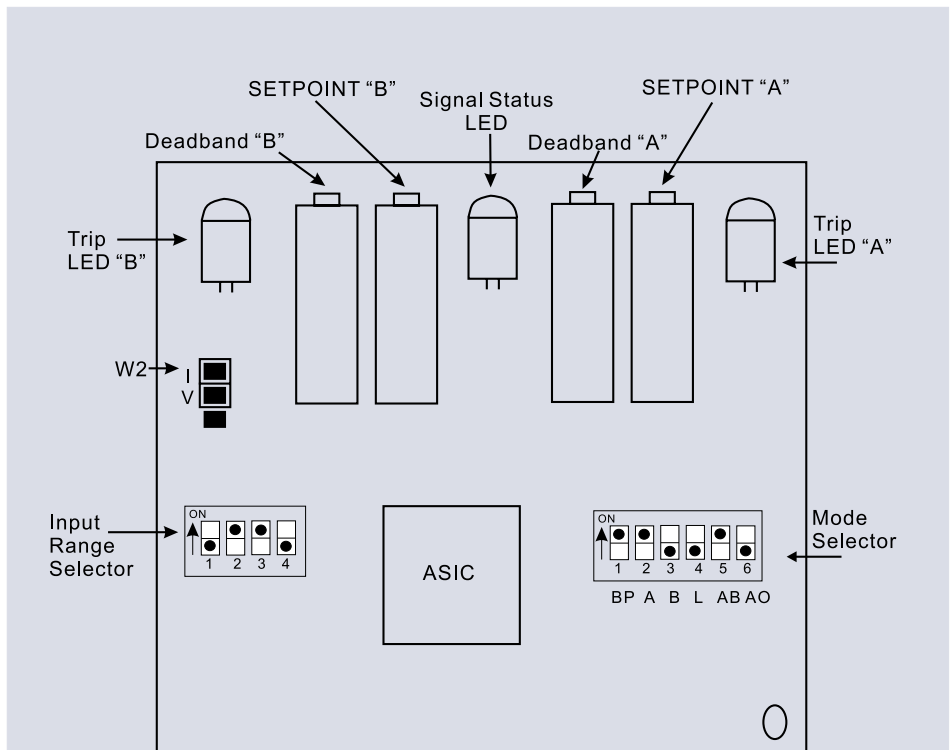 SETPOINT “B”
Signal Status
LED
SETPOINT “A”
Deadband “B”
Deadband “A”
Trip
LED “B”
Trip
LED “A”
W2
I
V
Input
Range
Selector
ON
1 2 3 4
ASIC
ON
1 2 3 4 5 6
BP A B L AB AO
Mode
Selector